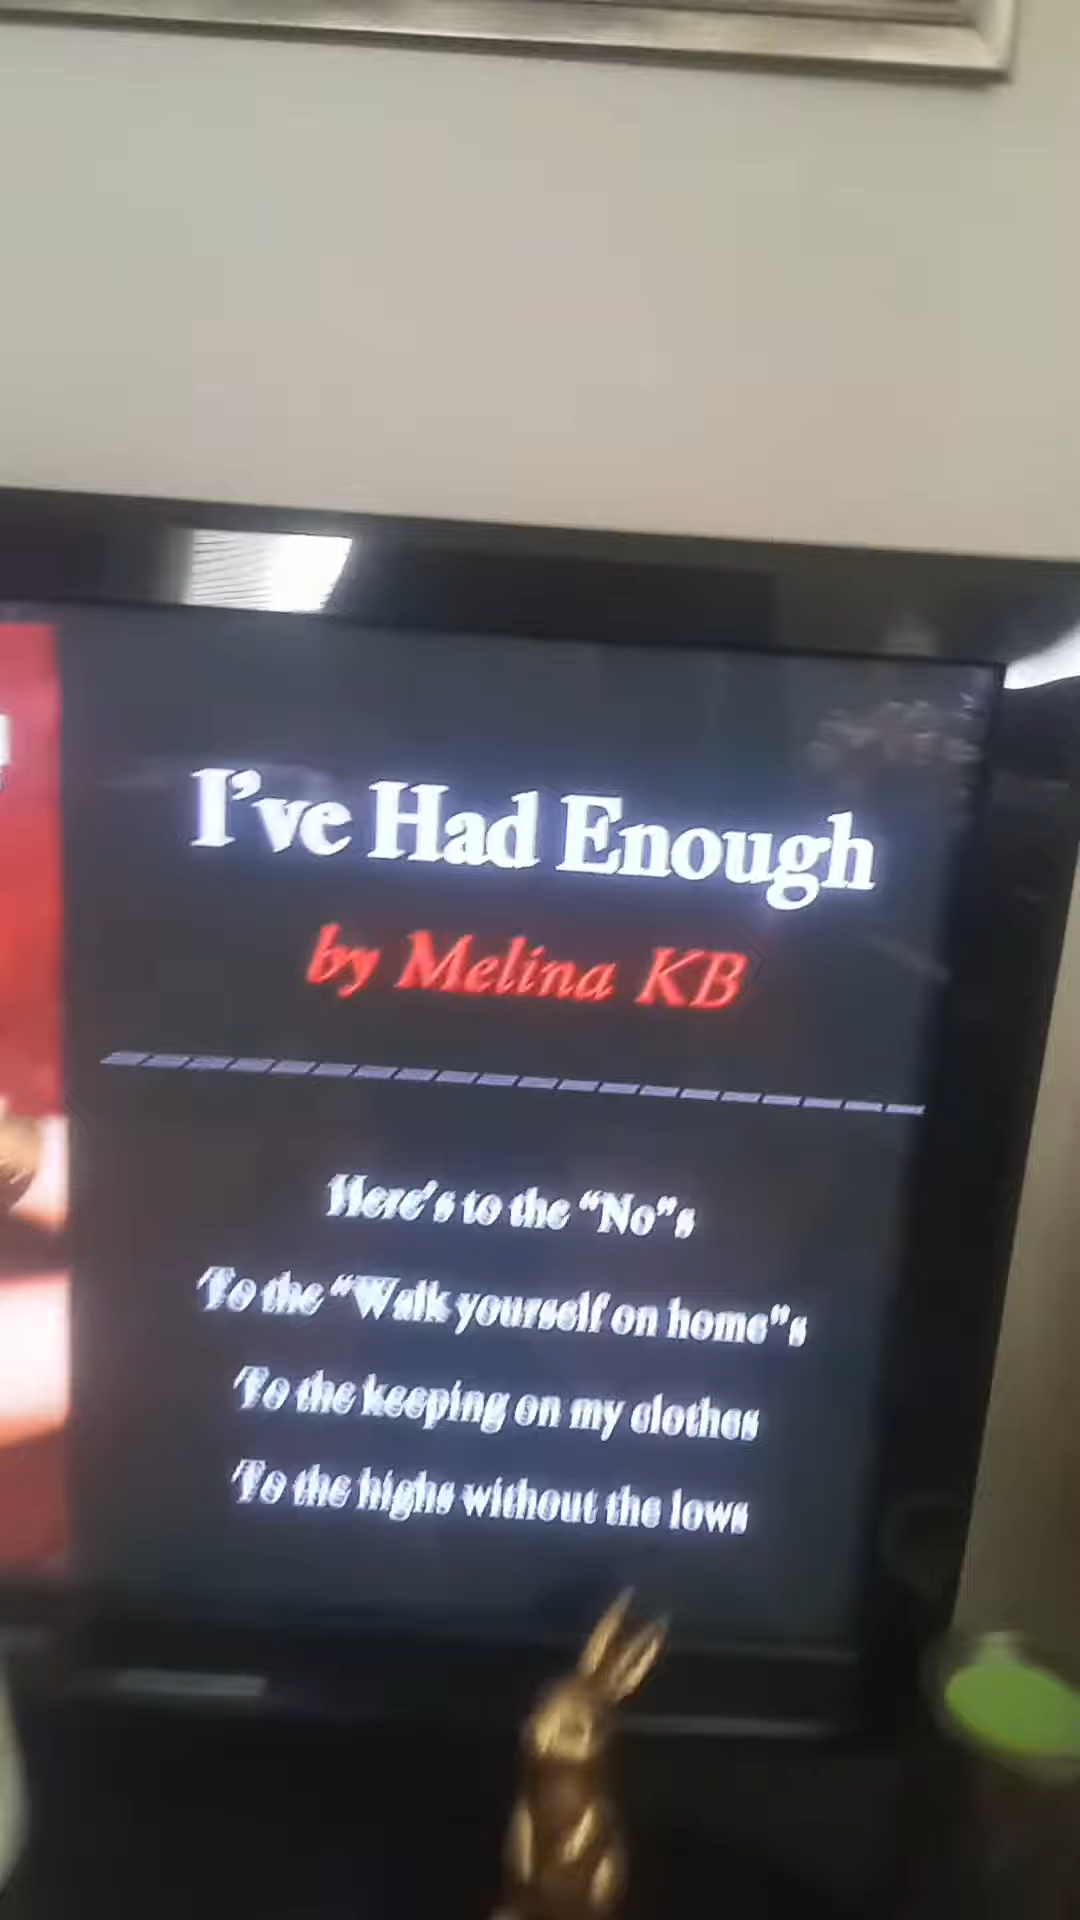 I've Had Enough
by Melina KB
Here's to the “No”s
To the “Walk yourself on home”s
To the keeping on my clothes
To the highs without the lows